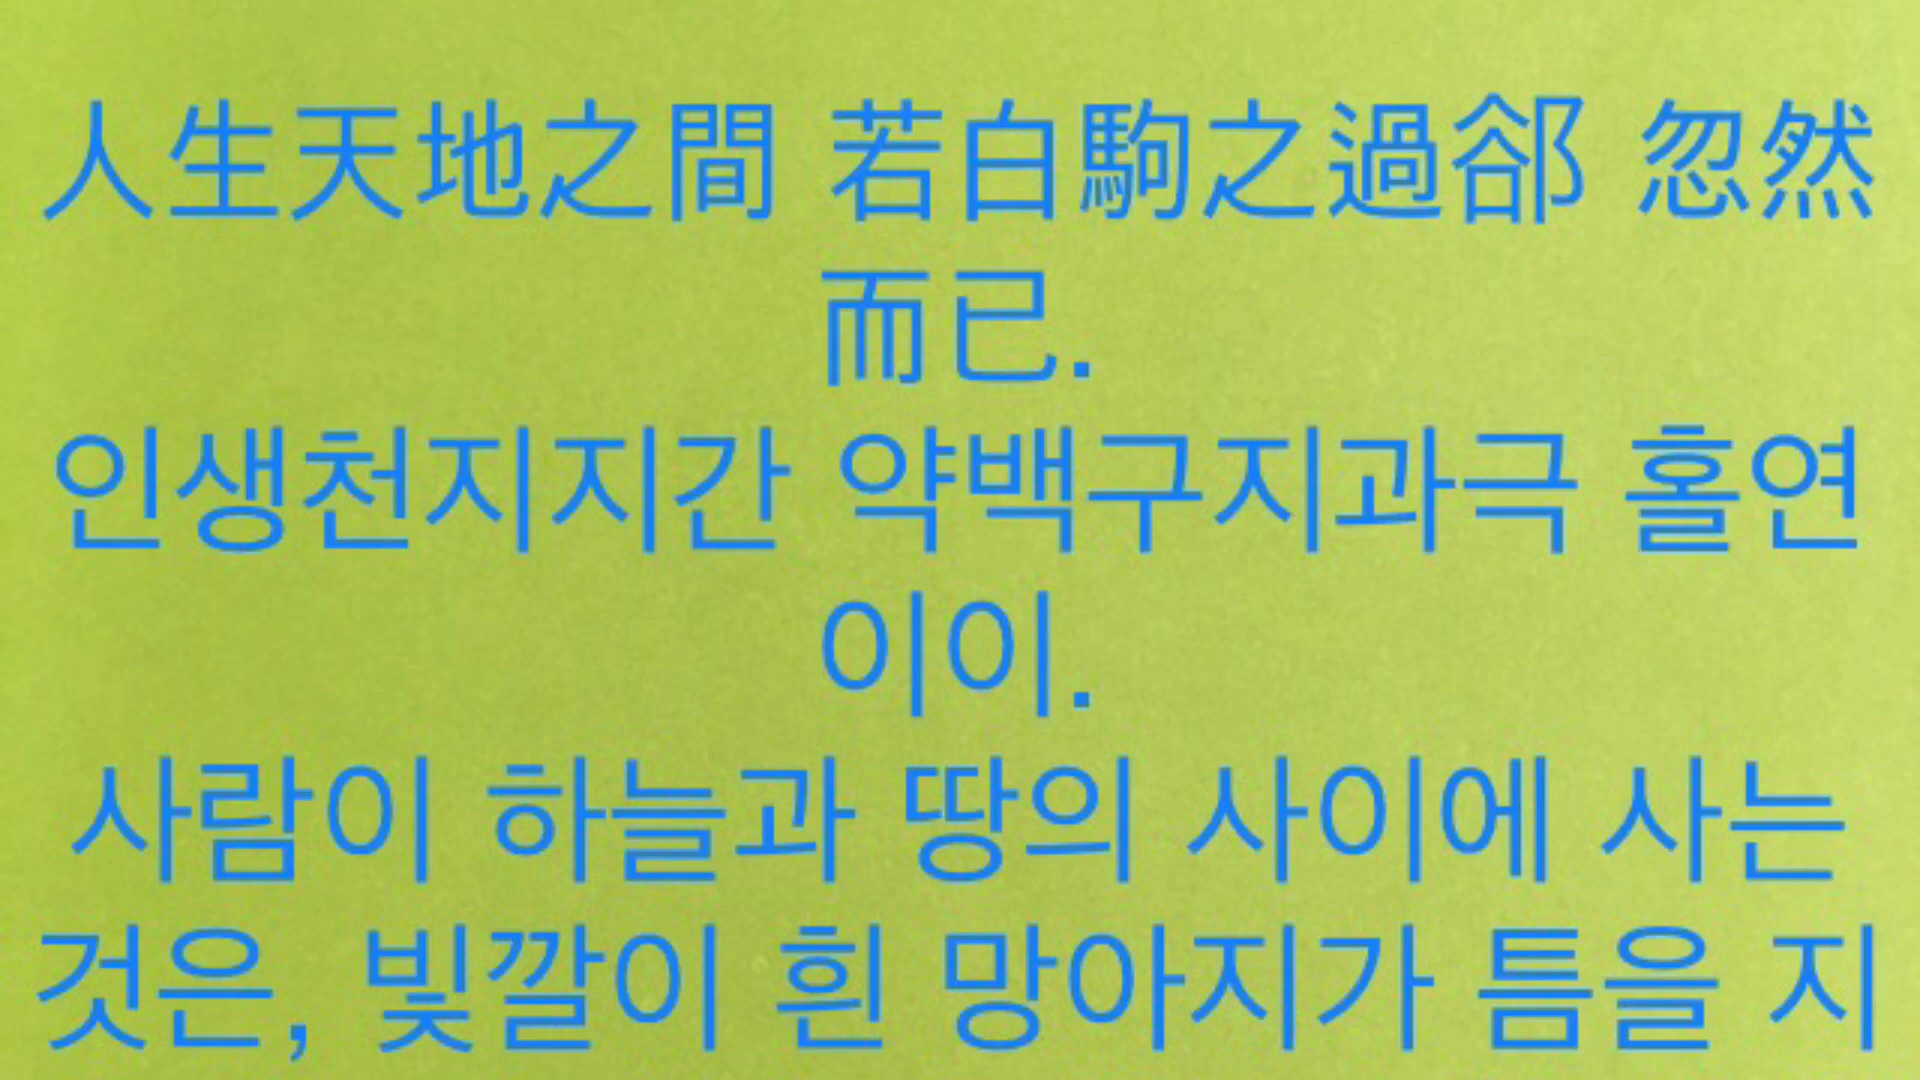 人生天地之間 若白駒之過郤 忽然
而已.
인생천지지간 약백구지과극 홀연
이이.
사람이 하늘과 땅의 사이에 사는
것은, 빛깔이 흰 망아지가 틈을 지